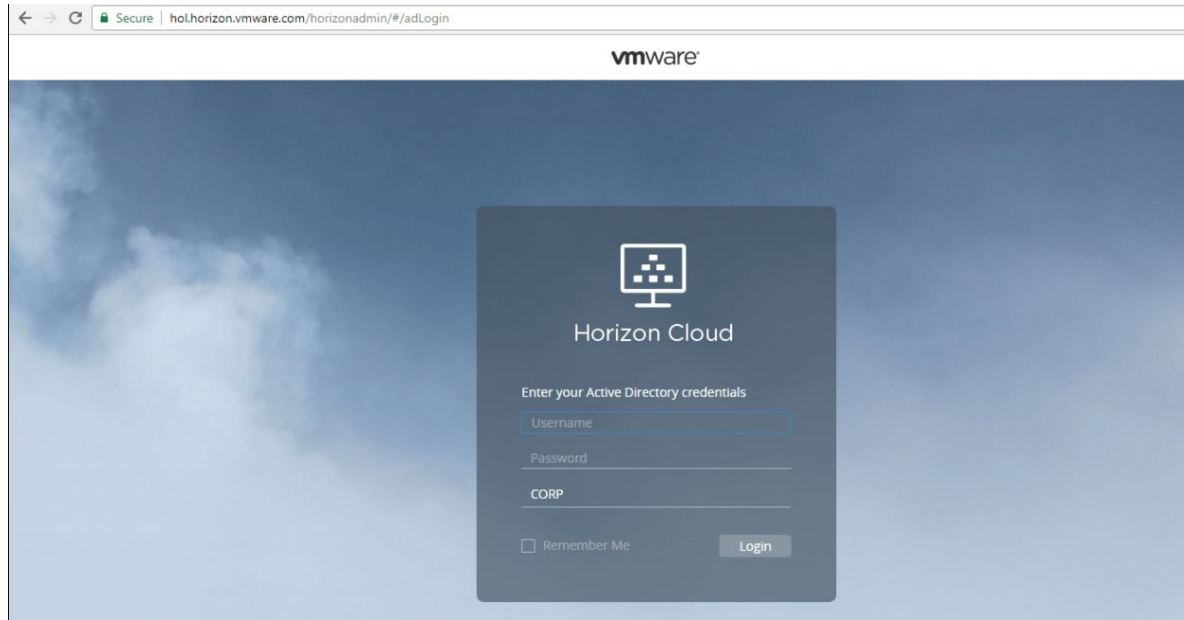 Secure | hol.horizon.vmware.com/horizonadmin/#/adLogin
vmware
Horizon Cloud
Enter your Active Directory credentials
Username
Password
CORP
Remember Me Login